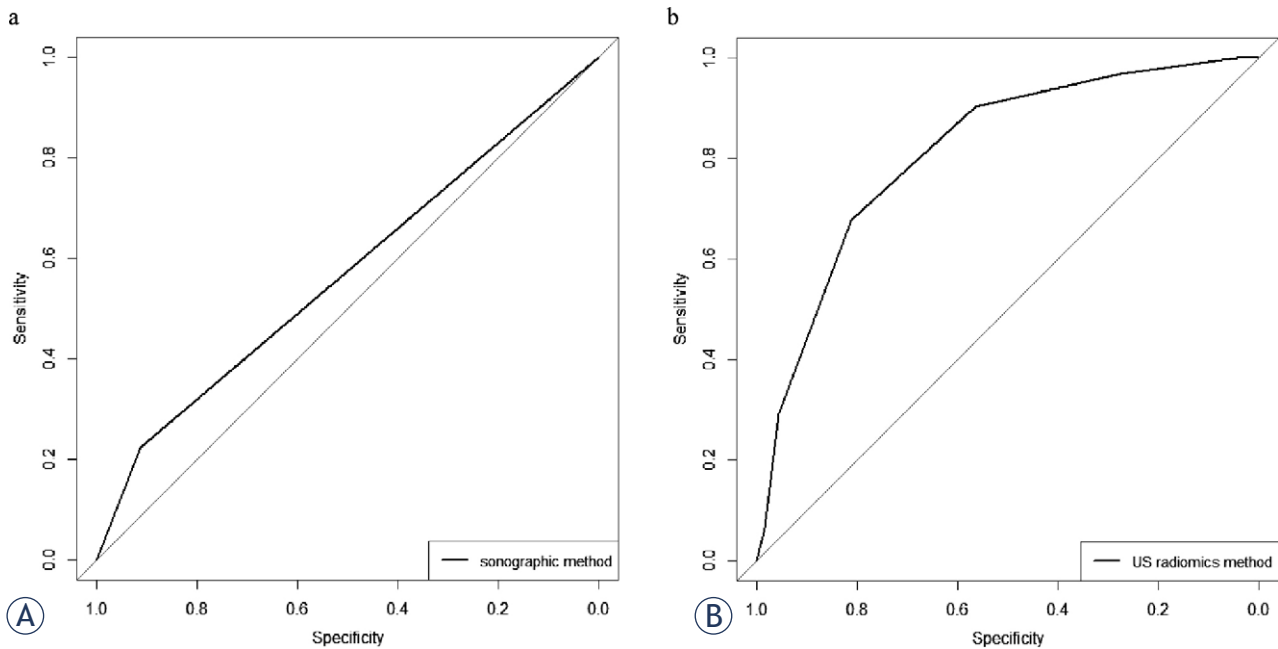 a
1.0
0.8
0.6
0.4
0.2
0.0
Sensitivity
sonographic method
1.0 0.8 0.6 0.4 0.2 0.0
Specificity
A
b
1.0
0.8
0.6
0.4
0.2
0.0
Sensitivity
US radiomics method
1.0 0.8 0.6 0.4 0.2 0.0
Specificity
B